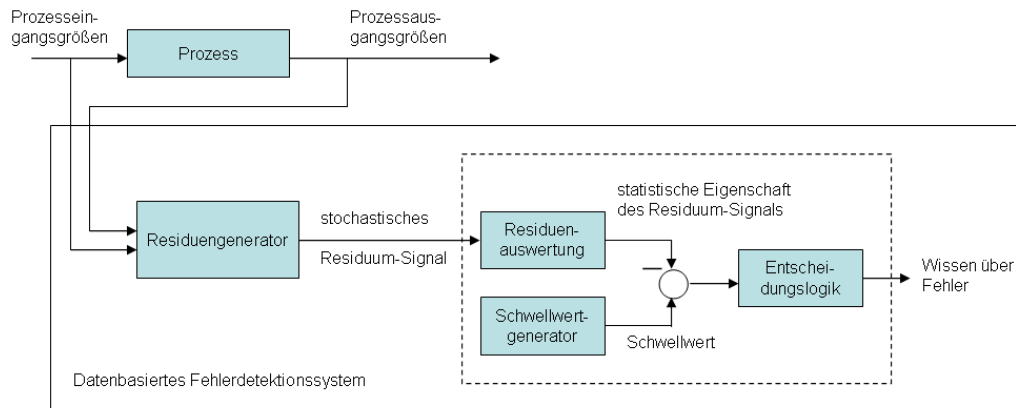 Prozessein-
gangsgrößen
Prozess
Prozessaus-
gangsgrößen
Residuengenerator
stochastisches
Residuum-Signal
statistische Eigenschaft
des Residuum-Signals
Residuen-
auswertung
Schwellwert-
generator
Schwellwert
Entschei-
dungslogik
Wissen über
Fehler
Datenbasiertes Fehlerdetektionssystem